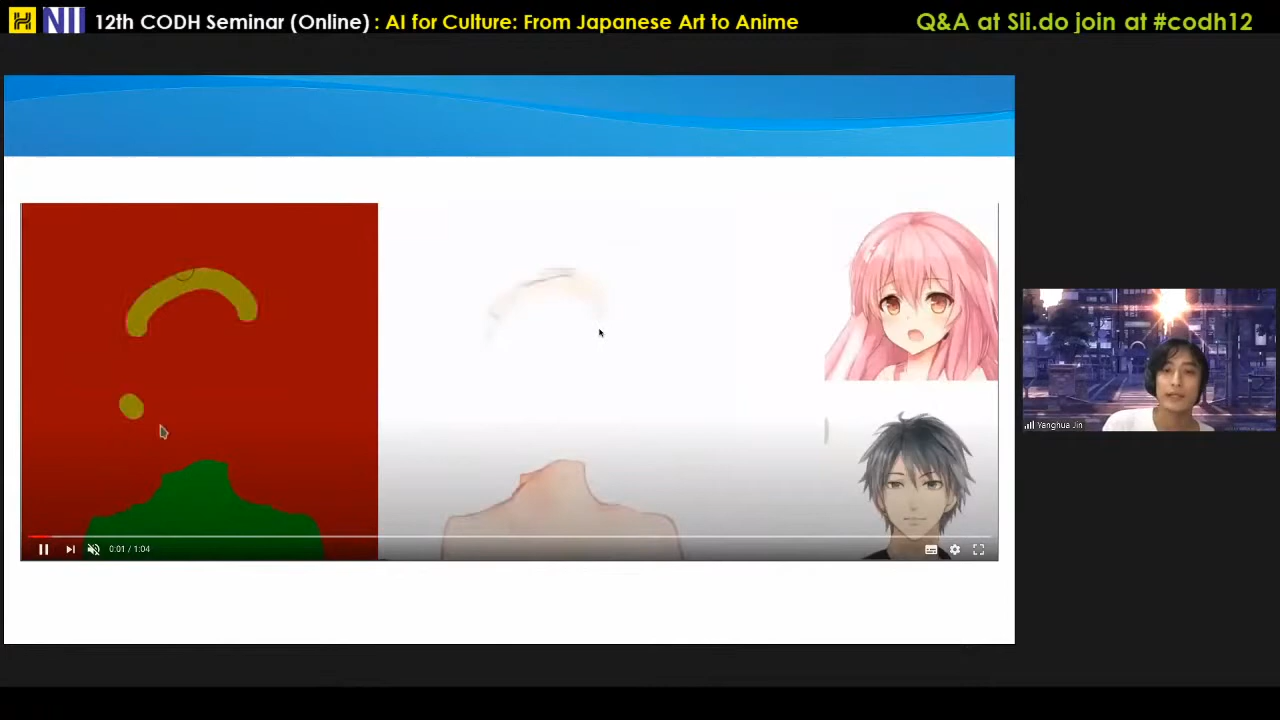 NII 12th CODH Seminar (Online) : AI for Culture: From Japanese Art to Anime
Q&A at Sli.do join at #codh12
Yanghua Jin
0:01 / 1:04